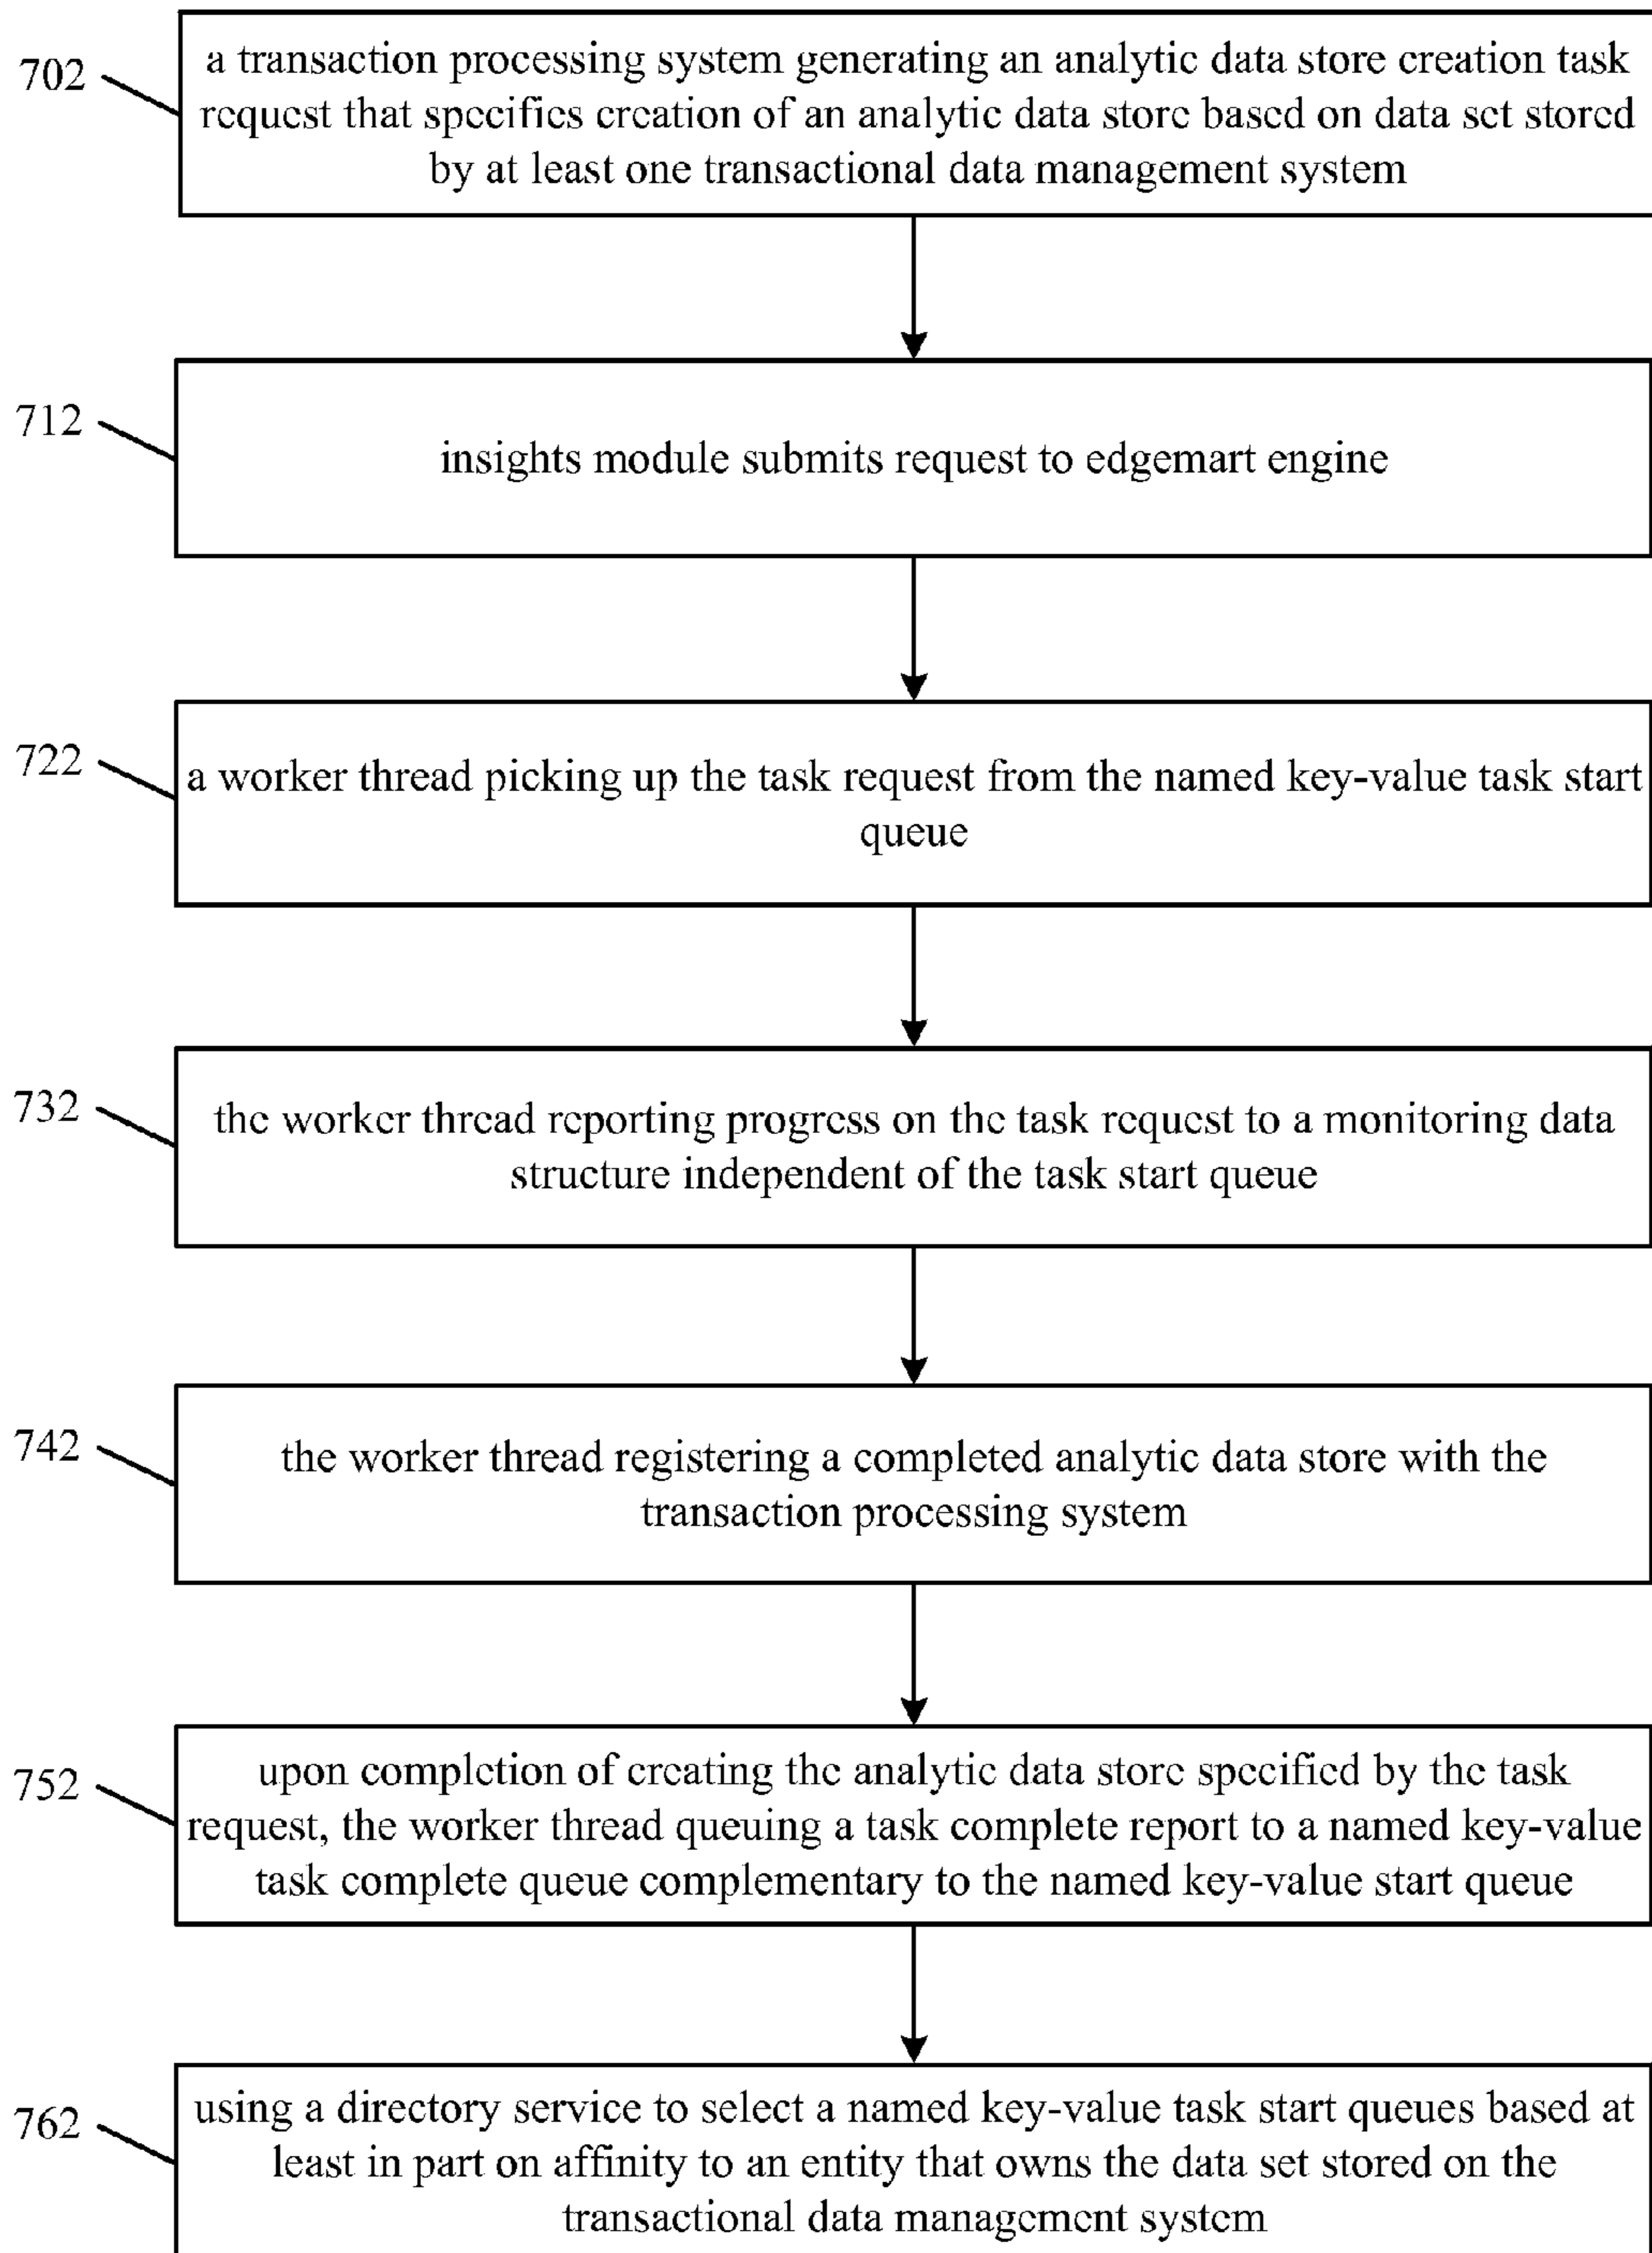 702
a transaction processing system generating an analytic data store creation task
request that specifies creation of an analytic data store based on data set stored
by at least one transactional data management system
712
insights module submits request to edgemart engine
722
a worker thread picking up the task request from the named key-value task start
queue
732
the worker thread reporting progress on the task request to a monitoring data
structure independent of the task start queue
742
the worker thread registering a completed analytic data store with the
transaction processing system
752
upon completion of creating the analytic data store specified by the task
request, the worker thread queuing a task complete report to a named key-value
task complete queue complementary to the named key-value start queue
762
using a directory service to select a named key-value task start queues based at
least in part on affinity to an entity that owns the data set stored on the
transactional data management system